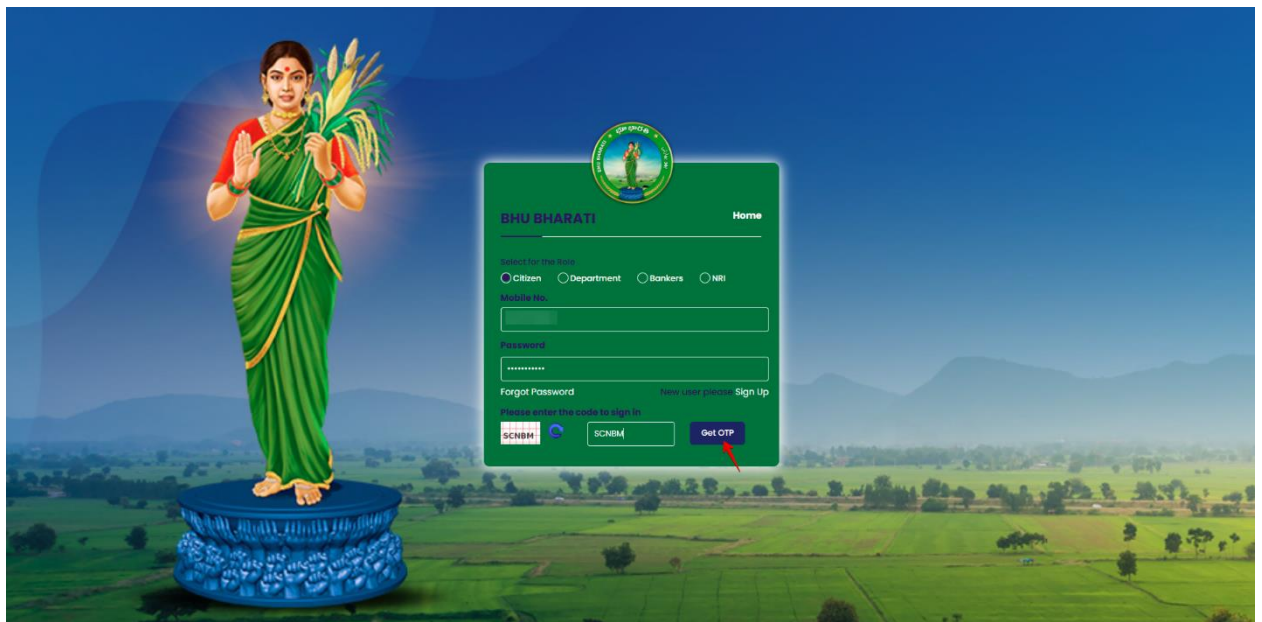 BHU BHARATI
Home
Select for the Role
Citizen Department Bankers NRI
Mobile No.
Password
•••••••••••
Forgot Password New user please Sign Up
Please enter the code to sign in
SCNBM SCNBM Get OTP